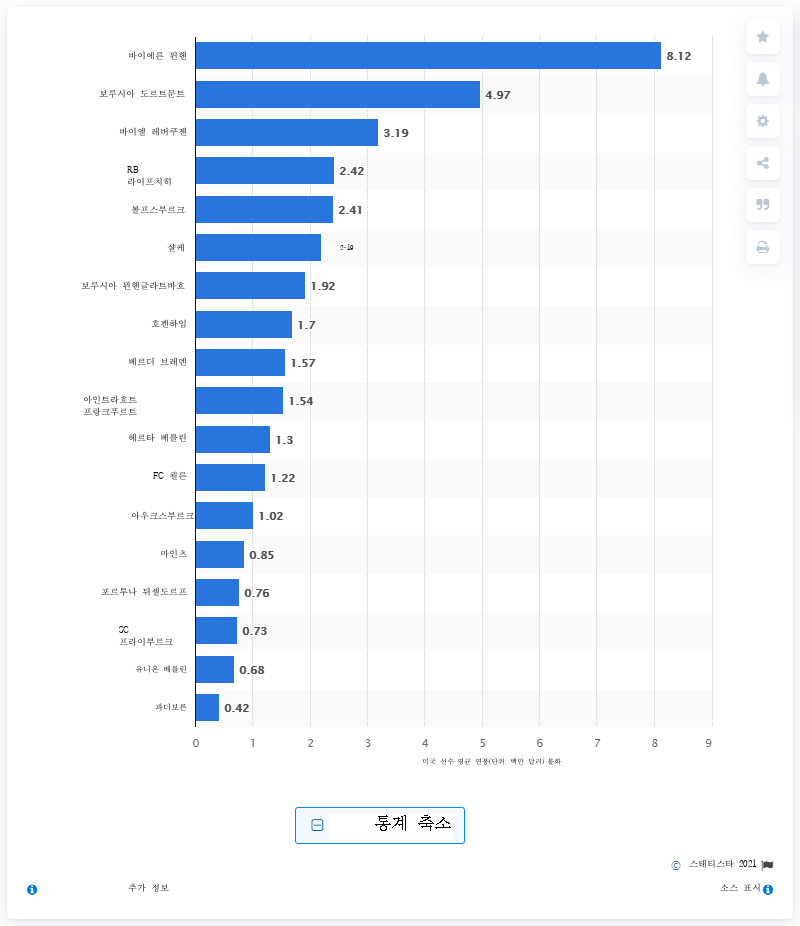 바이에른 뮌헨
8.12
보루시아 도르트문트
4.97
바이엘 레버쿠젠
3.19
RB
라이프치히
2.42
볼프스부르크
2.41
샬케
2-19
보루시아 묀헨글라트바흐
1.92
호펜하임
1.7
베르더 브레멘
1.57
아인트라흐트
프랑크푸르트
1.54
헤르타 베를린
1.3
FC 쾰른
1.22
아우크스부르크
1.02
마인츠
0.85
포르투나 뒤셀도르프
0.76
SC
프라이부르크
0.73
유니온 베를린
0.68
파더보른
0.42
0 1 2 3 4 5 6 7 8 9
미국 선수 평균 연봉(단위: 백만 달러) 불화
통계 축소
© 스태티스타 2021
추가 정보
소스 표시